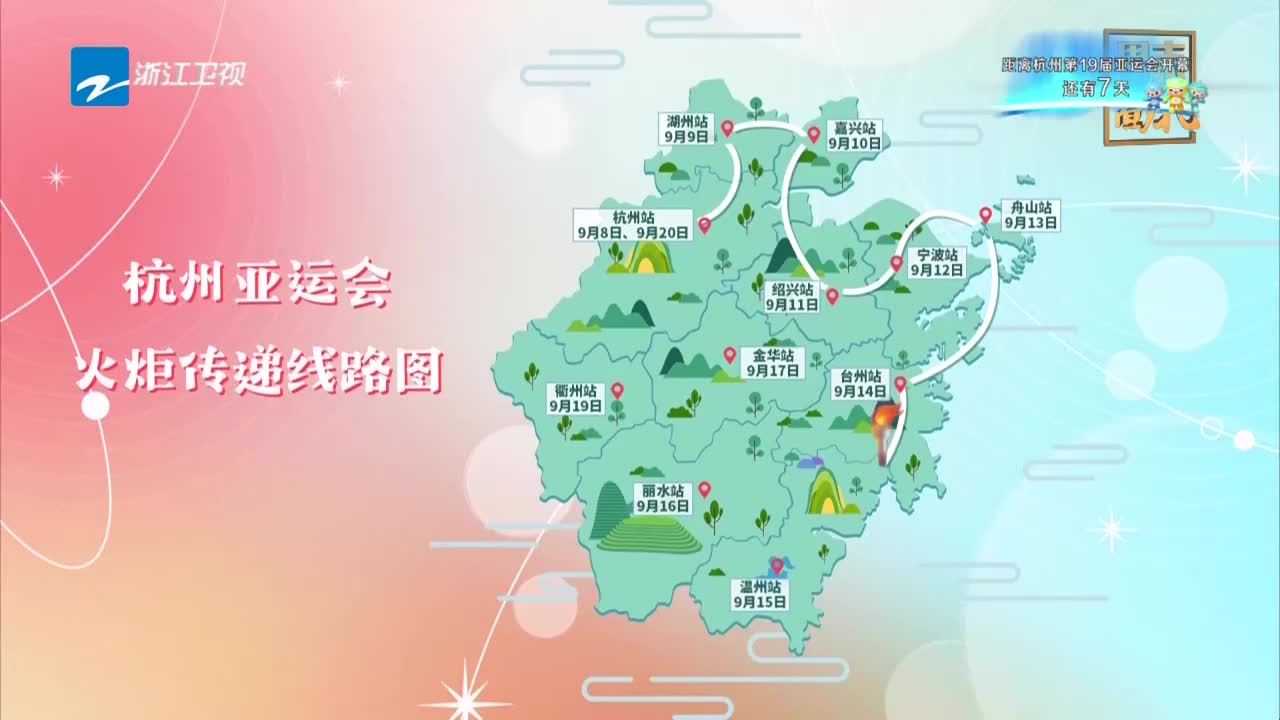 浙江卫视
距离杭州第19届亚运会开幕
还有7天
杭州亚运会
火炬传递线路图
湖州站
9月9日
嘉兴站
9月10日
杭州站
9月8日、9月20日
舟山站
9月13日
宁波站
9月12日
绍兴站
9月11日
金华站
9月17日
台州站
9月14日
衢州站
9月19日
丽水站
9月16日
温州站
9月15日